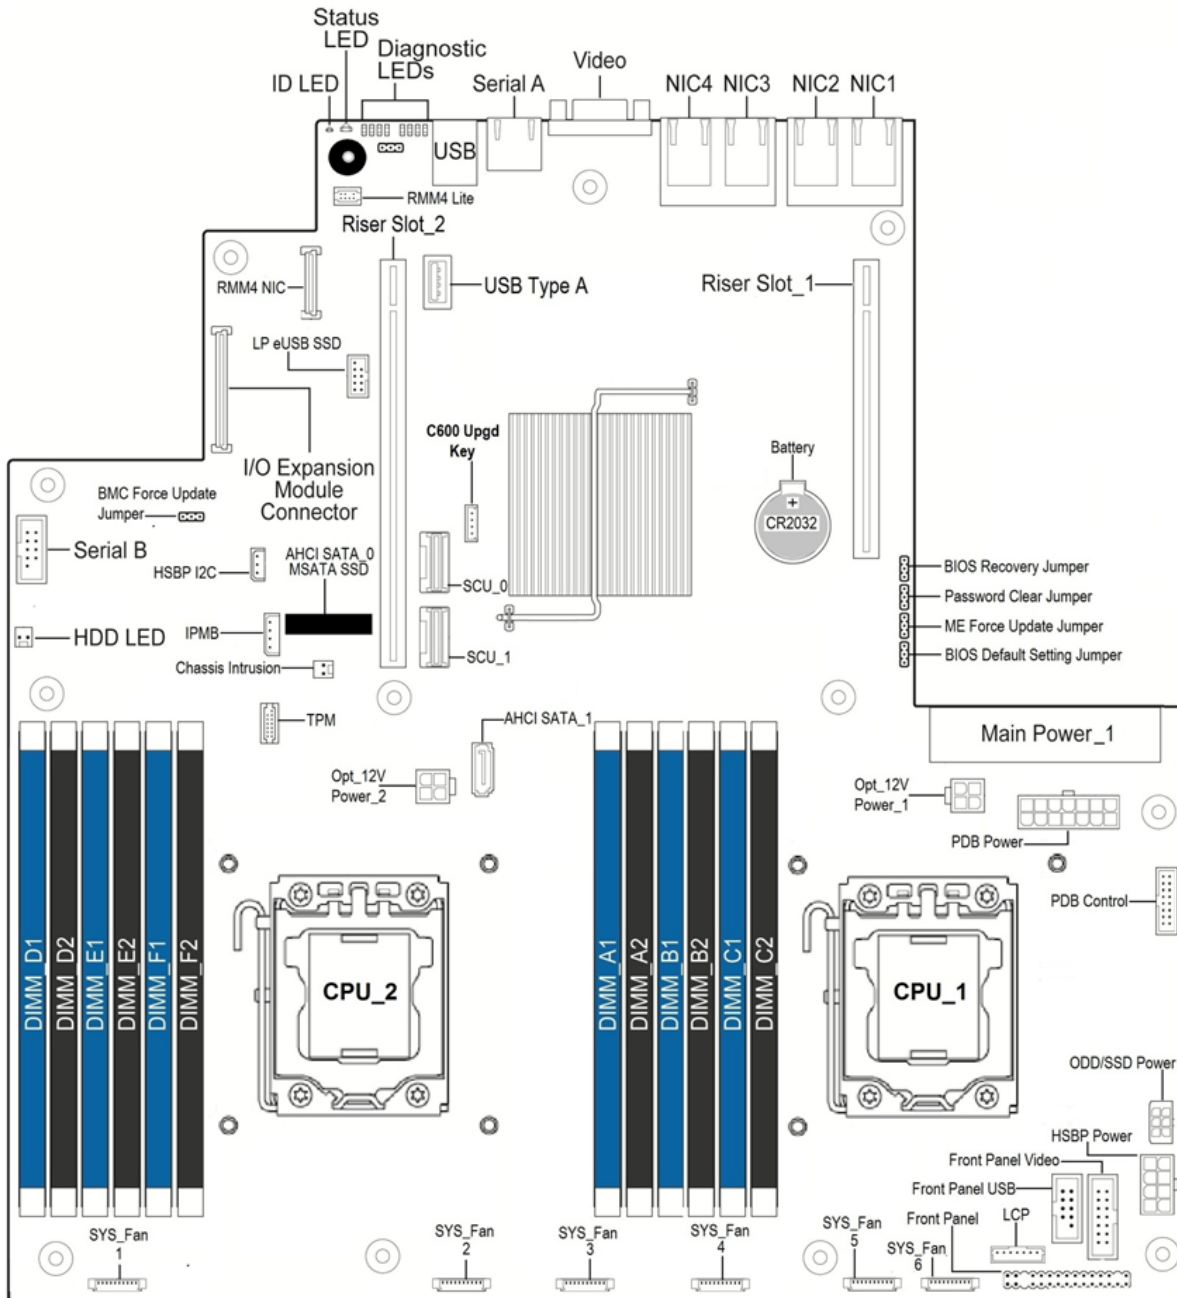 Status
LED
Diagnostic
LEDs
ID LED
Serial A
Video
NIC4
NIC3
NIC2
NIC1
USB
RMM4 Lite
Riser Slot_2
RMM4 NIC
USB Type A
Riser Slot_1
LP eUSB SSD
C600 Upgd
Key
I/O Expansion
Module
Connector
Battery
+
CR2032
BMC Force Update
Jumper
Serial B
HSBP I2C
AHCI SATA_0
MSATA SSD
SCU_0
BIOS Recovery Jumper
Password Clear Jumper
ME Force Update Jumper
BIOS Default Setting Jumper
HDD LED
IPMB
SCU_1
Chassis Intrusion
TPM
AHCI SATA_1
Main Power_1
Opt_12V
Power_2
Opt_12V
Power_1
PDB Power
PDB Control
DIMM_D1
DIMM_D2
DIMM_E1
DIMM_E2
DIMM_F1
DIMM_F2
CPU_2
DIMM_A1
DIMM_A2
DIMM_B1
DIMM_B2
DIMM_C1
DIMM_C2
CPU_1
ODD/SSD Power
HSBP Power
Front Panel Video
Front Panel USB
Front Panel
LCP
SYS_Fan
1
SYS_Fan
2
SYS_Fan
3
SYS_Fan
4
SYS_Fan
5
SYS_Fan
6